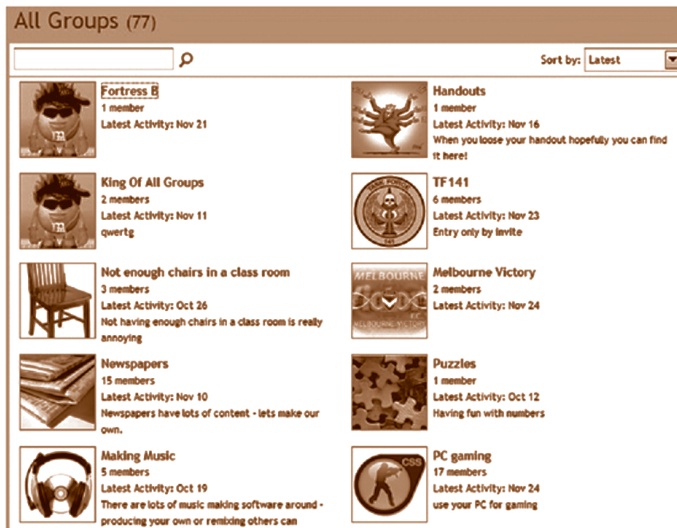 All Groups (77)
Sort by: Latest
Fortress B
1 member
Latest Activity: Nov 21
Handouts
1 member
Latest Activity: Nov 16
When you loose your handout hopefully you can find
it here!
King Of All Groups
2 members
Latest Activity: Nov 11
qwertg
TF141
6 members
Latest Activity: Nov 23
Entry only by invite
TASK FORCE
141
Not enough chairs in a class room
3 members
Latest Activity: Oct 26
Not having enough chairs in a class room is really
annoying
MELBOURNE
MELBOURNE VICTORY
Melbourne Victory
2 members
Latest Activity: Nov 24
Newspapers
15 members
Latest Activity: Nov 10
Newspapers have lots of content - lets make our
own.
Puzzles
1 member
Latest Activity: Oct 12
Having fun with numbers
Making Music
5 members
Latest Activity: Oct 19
There are lots of music making software around -
producing your own or remixing others can
CSS
PC gaming
17 members
Latest Activity: Nov 24
use your PC for gaming